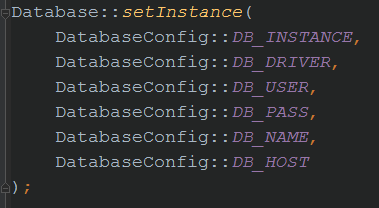 Database::setInstance(
DatabaseConfig::DB_INSTANCE,
DatabaseConfig::DB_DRIVER,
DatabaseConfig::DB_USER,
DatabaseConfig::DB_PASS,
DatabaseConfig::DB_NAME,
DatabaseConfig::DB_HOST
);